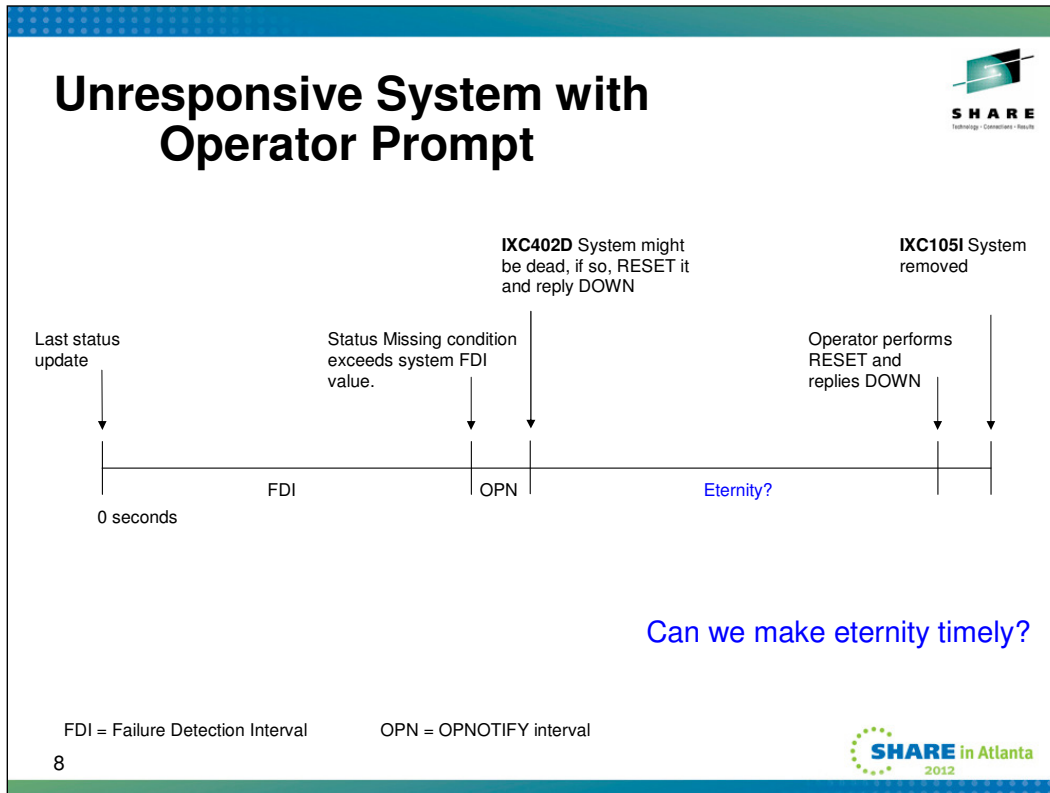 Unresponsive System with
Operator Prompt
SHARE
Technology · Connections · Results
IXC402D System might
be dead, if so, RESET it
and reply DOWN
IXC105I System
removed
Last status
update
Status Missing condition
exceeds system FDI
value.
Operator performs
RESET and
replies DOWN
FDI
OPN
Eternity?
0 seconds
Can we make eternity timely?
FDI = Failure Detection Interval
OPN = OPNOTIFY interval
8
SHARE in Atlanta
2012